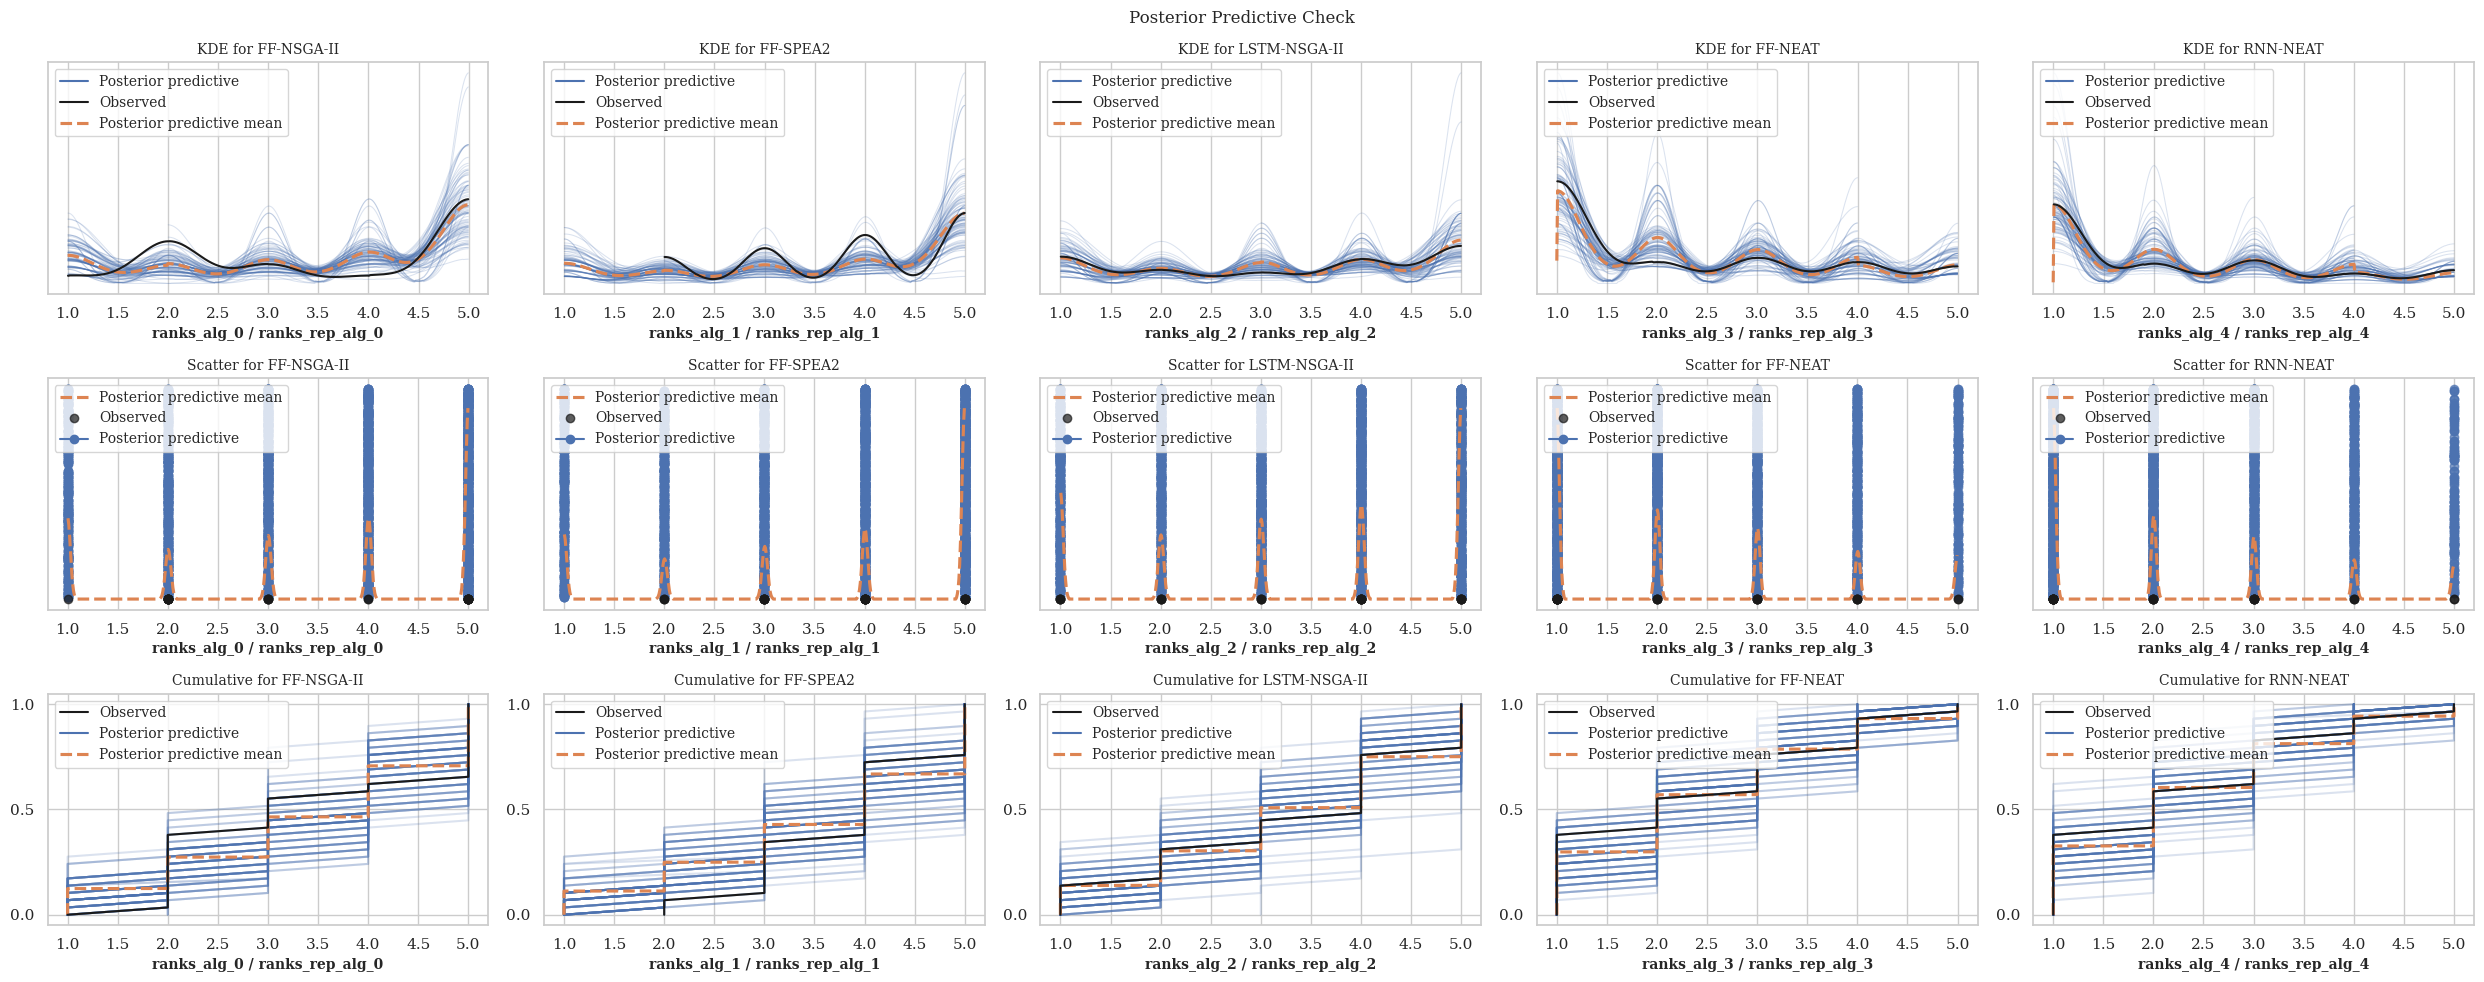 Posterior Predictive Check
KDE for FF-NSGA-II
Posterior predictive
Observed
Posterior predictive mean
1.0 1.5 2.0 2.5 3.0 3.5 4.0 4.5 5.0
ranks_alg_0 / ranks_rep_alg_0
KDE for FF-SPEA2
Posterior predictive
Observed
Posterior predictive mean
1.0 1.5 2.0 2.5 3.0 3.5 4.0 4.5 5.0
ranks_alg_1 / ranks_rep_alg_1
KDE for LSTM-NSGA-II
Posterior predictive
Observed
Posterior predictive mean
1.0 1.5 2.0 2.5 3.0 3.5 4.0 4.5 5.0
ranks_alg_2 / ranks_rep_alg_2
KDE for FF-NEAT
Posterior predictive
Observed
Posterior predictive mean
1.0 1.5 2.0 2.5 3.0 3.5 4.0 4.5 5.0
ranks_alg_3 / ranks_rep_alg_3
KDE for RNN-NEAT
Posterior predictive
Observed
Posterior predictive mean
1.0 1.5 2.0 2.5 3.0 3.5 4.0 4.5 5.0
ranks_alg_4 / ranks_rep_alg_4
Scatter for FF-NSGA-II
Posterior predictive mean
Observed
Posterior predictive
1.0 1.5 2.0 2.5 3.0 3.5 4.0 4.5 5.0
ranks_alg_0 / ranks_rep_alg_0
Scatter for FF-SPEA2
Posterior predictive mean
Observed
Posterior predictive
1.0 1.5 2.0 2.5 3.0 3.5 4.0 4.5 5.0
ranks_alg_1 / ranks_rep_alg_1
Scatter for LSTM-NSGA-II
Posterior predictive mean
Observed
Posterior predictive
1.0 1.5 2.0 2.5 3.0 3.5 4.0 4.5 5.0
ranks_alg_2 / ranks_rep_alg_2
Scatter for FF-NEAT
Posterior predictive mean
Observed
Posterior predictive
1.0 1.5 2.0 2.5 3.0 3.5 4.0 4.5 5.0
ranks_alg_3 / ranks_rep_alg_3
Scatter for RNN-NEAT
Posterior predictive mean
Observed
Posterior predictive
1.0 1.5 2.0 2.5 3.0 3.5 4.0 4.5 5.0
ranks_alg_4 / ranks_rep_alg_4
Cumulative for FF-NSGA-II
Observed
Posterior predictive
Posterior predictive mean
1.0
0.5
0.0
1.0 1.5 2.0 2.5 3.0 3.5 4.0 4.5 5.0
ranks_alg_0 / ranks_rep_alg_0
Cumulative for FF-SPEA2
Observed
Posterior predictive
Posterior predictive mean
1.0
0.5
0.0
1.0 1.5 2.0 2.5 3.0 3.5 4.0 4.5 5.0
ranks_alg_1 / ranks_rep_alg_1
Cumulative for LSTM-NSGA-II
Observed
Posterior predictive
Posterior predictive mean
1.0
0.5
0.0
1.0 1.5 2.0 2.5 3.0 3.5 4.0 4.5 5.0
ranks_alg_2 / ranks_rep_alg_2
Cumulative for FF-NEAT
Observed
Posterior predictive
Posterior predictive mean
1.0
0.5
0.0
1.0 1.5 2.0 2.5 3.0 3.5 4.0 4.5 5.0
ranks_alg_3 / ranks_rep_alg_3
Cumulative for RNN-NEAT
Observed
Posterior predictive
Posterior predictive mean
1.0
0.5
0.0
1.0 1.5 2.0 2.5 3.0 3.5 4.0 4.5 5.0
ranks_alg_4 / ranks_rep_alg_4